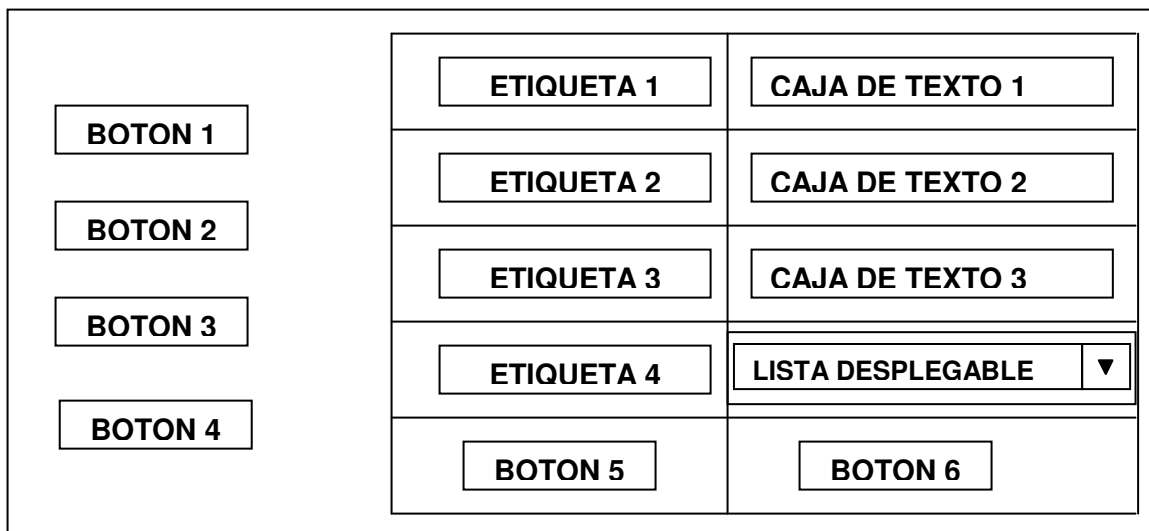 BOTON 1
BOTON 2
BOTON 3
BOTON 4
ETIQUETA 1
CAJA DE TEXTO 1
ETIQUETA 2
CAJA DE TEXTO 2
ETIQUETA 3
CAJA DE TEXTO 3
ETIQUETA 4
LISTA DESPLEGABLE ▼
BOTON 5
BOTON 6